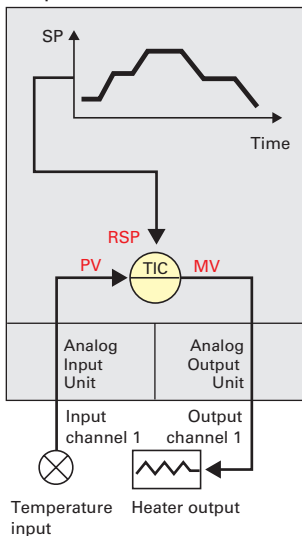 SP
Time
RSP
PV
TIC
MV
Analog
Input
Unit
Analog
Output
Unit
Input
channel 1
Output
channel 1
Temperature
input
Heater output